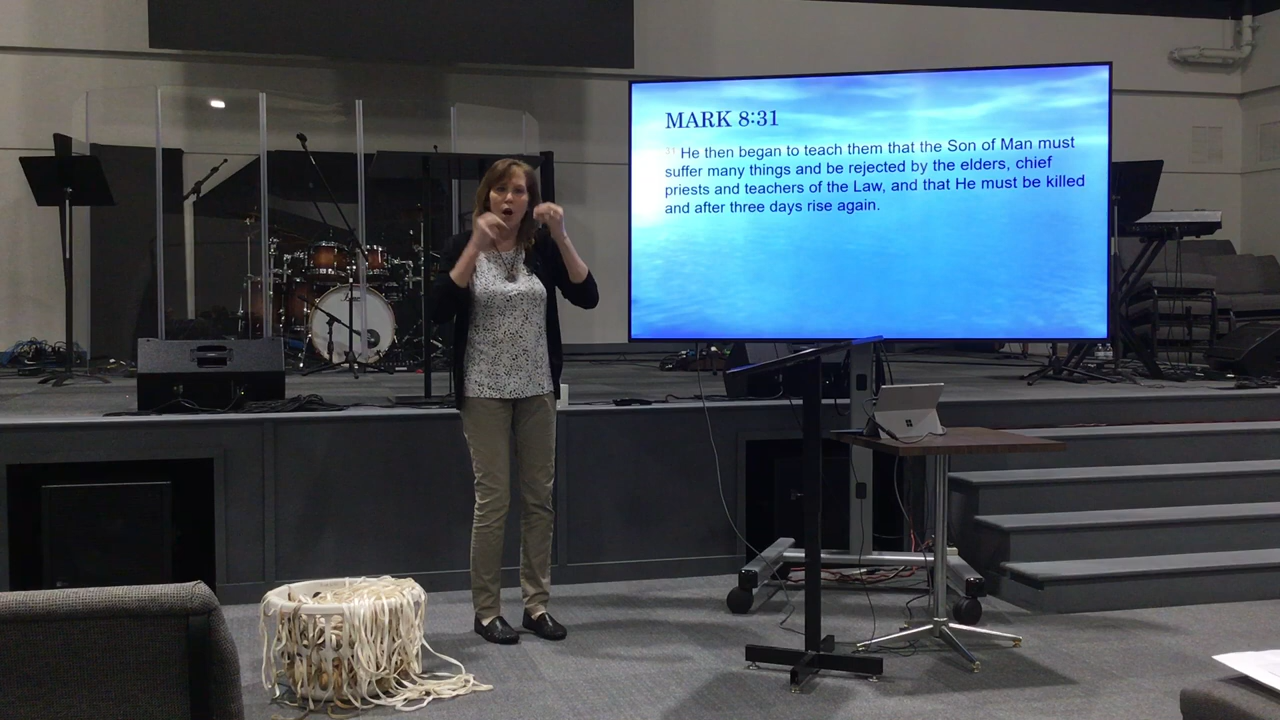 MARK 8:31
31 He then began to teach them that the Son of Man must
suffer many things and be rejected by the elders, chief
priests and teachers of the Law, and that He must be killed
and after three days rise again.